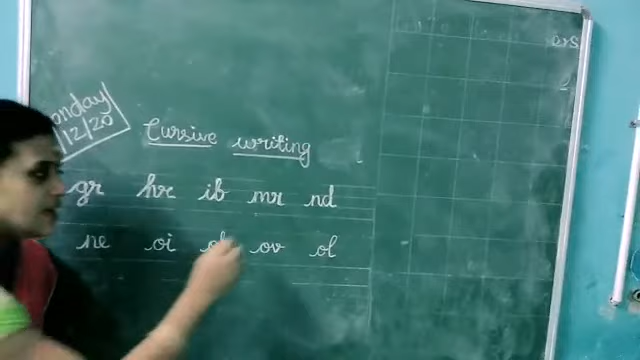 onday
12/20
Cursive writing
gr hr ib mr nd
ne oi ov ol